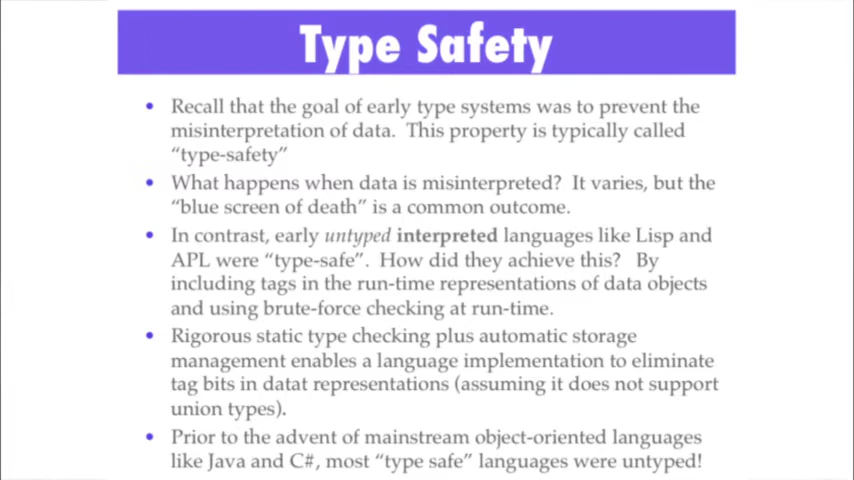 Type Safety
• Recall that the goal of early type systems was to prevent the
misinterpretation of data. This property is typically called
“type-safety”
• What happens when data is misinterpreted? It varies, but the
“blue screen of death” is a common outcome.
• In contrast, early untyped interpreted languages like Lisp and
APL were “type-safe”. How did they achieve this? By
including tags in the run-time representations of data objects
and using brute-force checking at run-time.
• Rigorous static type checking plus automatic storage
management enables a language implementation to eliminate
tag bits in datat representations (assuming it does not support
union types).
• Prior to the advent of mainstream object-oriented languages
like Java and C#, most “type safe” languages were untyped!